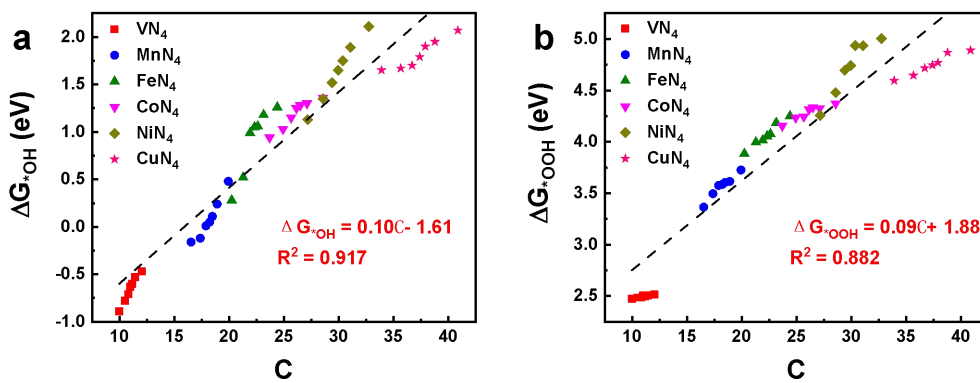 a
VN4
MnN4
FeN4
CoN4
NiN4
CuN4
ΔG*OH (eV)
2.0
1.5
1.0
0.5
0.0
-0.5
-1.0
Δ G*OH = 0.10C- 1.61
R² = 0.917
10 15 20 25 30 35 40
C
b
VN4
MnN4
FeN4
CoN4
NiN4
CuN4
ΔG*OOH (eV)
5.0
4.5
4.0
3.5
3.0
2.5
Δ G*OOH = 0.09C+ 1.88
R² = 0.882
10 15 20 25 30 35 40
C